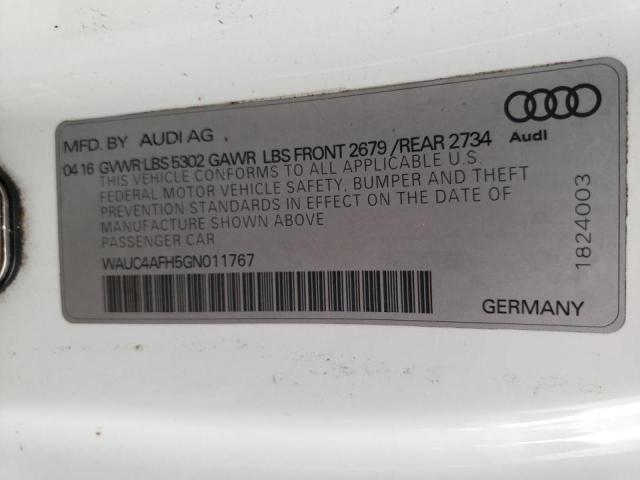 MFD. BY AUDI AG
Audi
04 16 GVWR LBS 5302 GAWR LBS FRONT 2679 / REAR 2734
THIS VEHICLE CONFORMS TO ALL APPLICABLE U.S.
FEDERAL MOTOR VEHICLE SAFETY, BUMPER AND THEFT
PREVENTION STANDARDS IN EFFECT ON THE DATE OF
MANUFACTURE SHOWN ABOVE
PASSENGER CAR
WAUC4AFH5GN011767
1824003
GERMANY